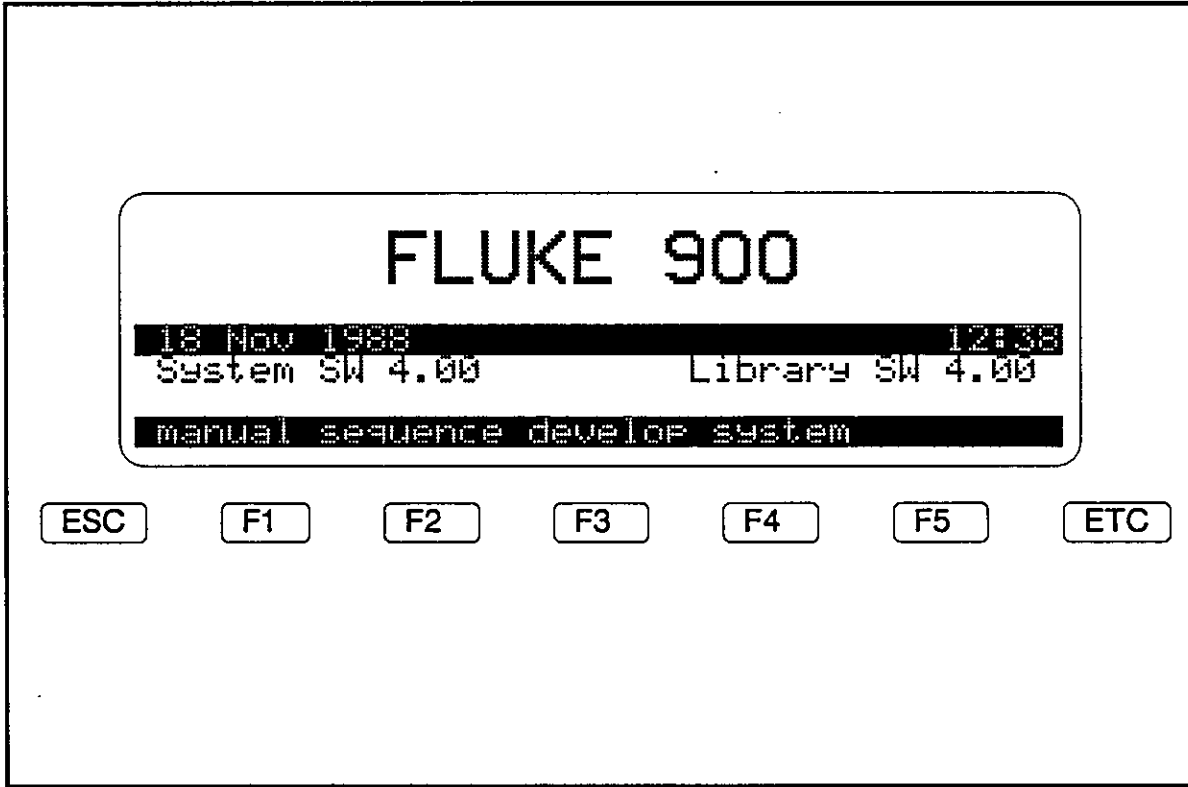 FLUKE 900
18 Nov 1988 12:38
System SW 4.00 Library SW 4.00
manual sequence develop system
ESC F1 F2 F3 F4 F5 ETC